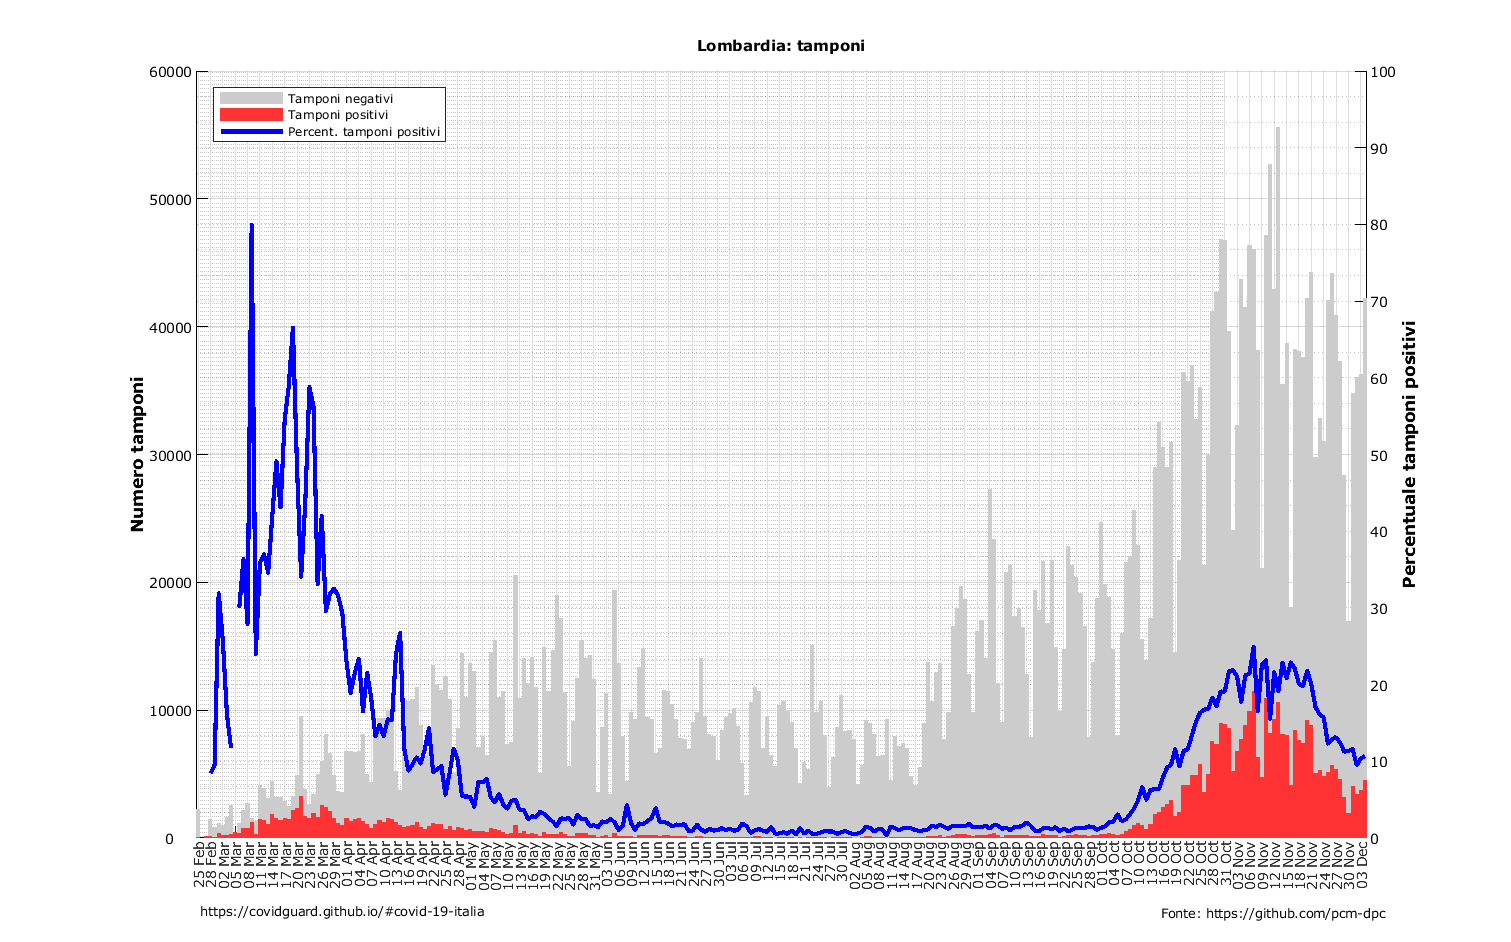 Lombardia: tamponi
60000
50000
40000
30000
20000
10000
0
Numero tamponi
Tamponi negativi
Tamponi positivi
Percent. tamponi positivi
100
90
80
70
60
50
40
30
20
10
0
Percentuale tamponi positivi
25 Feb
28 Feb
02 Mar
05 Mar
08 Mar
11 Mar
14 Mar
17 Mar
20 Mar
23 Mar
26 Mar
29 Mar
01 Apr
04 Apr
07 Apr
10 Apr
13 Apr
16 Apr
19 Apr
22 Apr
25 Apr
28 Apr
01 May
04 May
07 May
10 May
13 May
16 May
19 May
22 May
25 May
28 May
31 May
03 Jun
06 Jun
09 Jun
12 Jun
15 Jun
18 Jun
21 Jun
24 Jun
27 Jun
30 Jun
03 Jul
06 Jul
09 Jul
12 Jul
15 Jul
18 Jul
21 Jul
24 Jul
27 Jul
30 Jul
02 Aug
05 Aug
08 Aug
11 Aug
14 Aug
17 Aug
20 Aug
23 Aug
26 Aug
29 Aug
01 Sep
04 Sep
07 Sep
10 Sep
13 Sep
16 Sep
19 Sep
22 Sep
25 Sep
28 Sep
01 Oct
04 Oct
07 Oct
10 Oct
13 Oct
16 Oct
19 Oct
22 Oct
25 Oct
28 Oct
31 Oct
03 Nov
06 Nov
09 Nov
12 Nov
15 Nov
18 Nov
21 Nov
24 Nov
27 Nov
30 Nov
03 Dec
https://covidguard.github.io/#covid-19-italia
Fonte: https://github.com/pcm-dpc